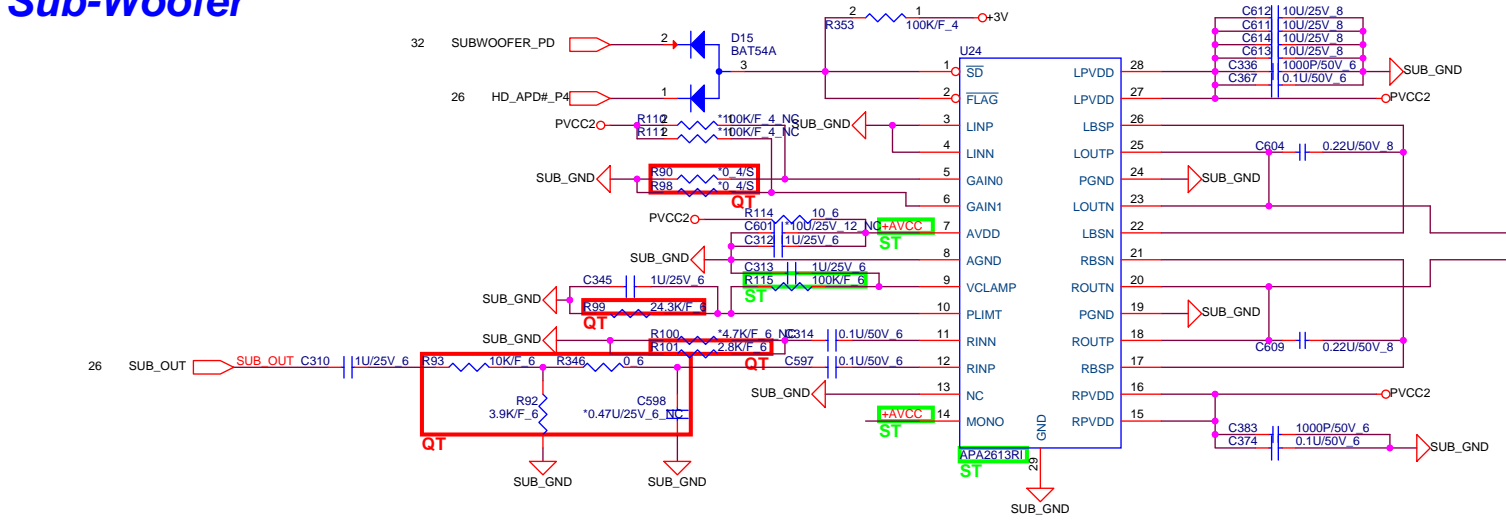 Sub-Woofer
32 SUBWOOFER_PD
2
D15
BAT54A
3
26 HD_APD#_P4
1
2 1
R353 100K/F_4
+3V
PVCC2
R110 2 *100K/F_4_NC 1
R111 2 *100K/F_4_NC 1
SUB_GND
SUB_GND
R90 *0_4/S
R98 *0_4/S
QT
PVCC2
R114 10_6
C601 *10U/25V_12_NC
C312 1U/25V_6
+AVCC
ST
SUB_GND
C313 1U/25V_6
R115 100K/F_6
ST
C345 1U/25V_6
SUB_GND
R99 24.3K/F_6
QT
SUB_GND
R100 *4.7K/F_6_NC
R101 2.8K/F_6
QT
C314 0.1U/50V_6
C597 0.1U/50V_6
26 SUB_OUT
SUB_OUT
C310 1U/25V_6
R93 10K/F_6
R346 0_6
R92
3.9K/F_6
C598
*0.47U/25V_6_NC
QT
SUB_GND
SUB_GND
SUB_GND
+AVCC
ST
U24
1 SD
2 FLAG
3 LINP
4 LINN
5 GAIN0
6 GAIN1
7 AVDD
8 AGND
9 VCLAMP
10 PLIMT
11 RINN
12 RINP
13 NC
14 MONO
LPVDD 28
LPVDD 27
LBSP 26
LOUTP 25
PGND 24
LOUTN 23
LBSN 22
RBSN 21
ROUTN 20
PGND 19
ROUTP 18
RBSP 17
RPVDD 16
RPVDD 15
GND
29
APA2613RI
ST
SUB_GND
C612 10U/25V_8
C611 10U/25V_8
C614 10U/25V_8
C613 10U/25V_8
C336 1000P/50V_6
C367 0.1U/50V_6
SUB_GND
PVCC2
C604 0.22U/50V_8
SUB_GND
SUB_GND
C609 0.22U/50V_8
PVCC2
C383 1000P/50V_6
C374 0.1U/50V_6
SUB_GND